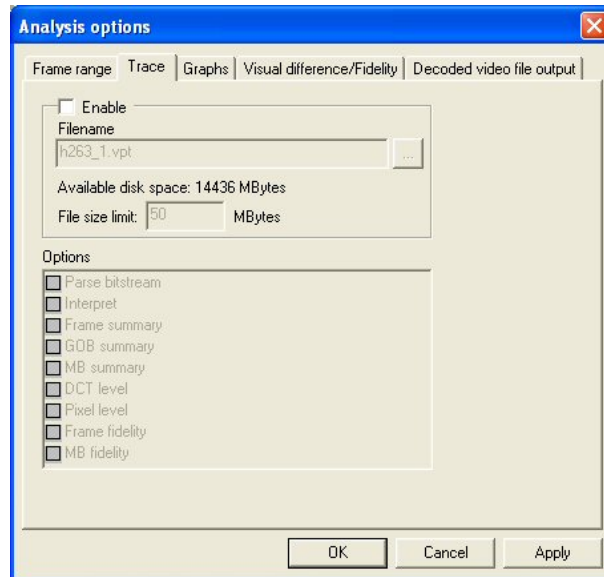 Analysis options
Frame range Trace Graphs Visual difference/Fidelity Decoded video file output
Enable
Filename
h263_1.vpt ...
Available disk space: 14436 MBytes
File size limit: 50 MBytes
Options
Parse bitstream
Interpret
Frame summary
GOB summary
MB summary
DCT level
Pixel level
Frame fidelity
MB fidelity
OK Cancel Apply